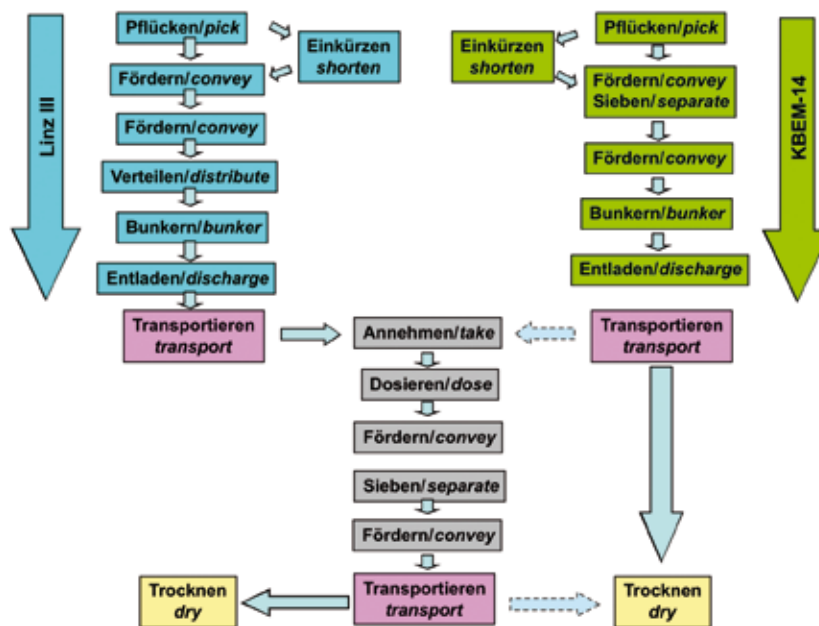 Linz III
Pflücken/pick
Einkürzen
shorten
Fördern/convey
Fördern/convey
Verteilen/distribute
Bunkern/bunker
Entladen/discharge
Transportieren
transport
KBEM-14
Pflücken/pick
Einkürzen
shorten
Fördern/convey
Sieben/separate
Fördern/convey
Bunkern/bunker
Entladen/discharge
Transportieren
transport
Annehmen/take
Dosieren/dose
Fördern/convey
Sieben/separate
Fördern/convey
Transportieren
transport
Trocknen
dry
Trocknen
dry